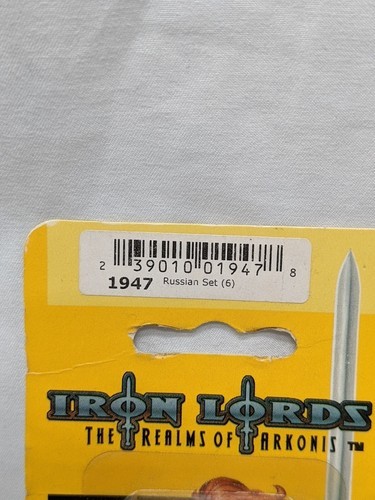 2 39010 01947 8
1947 Russian Set (6)
IRON LORDS
THE REALMS OF ARKONIS ™